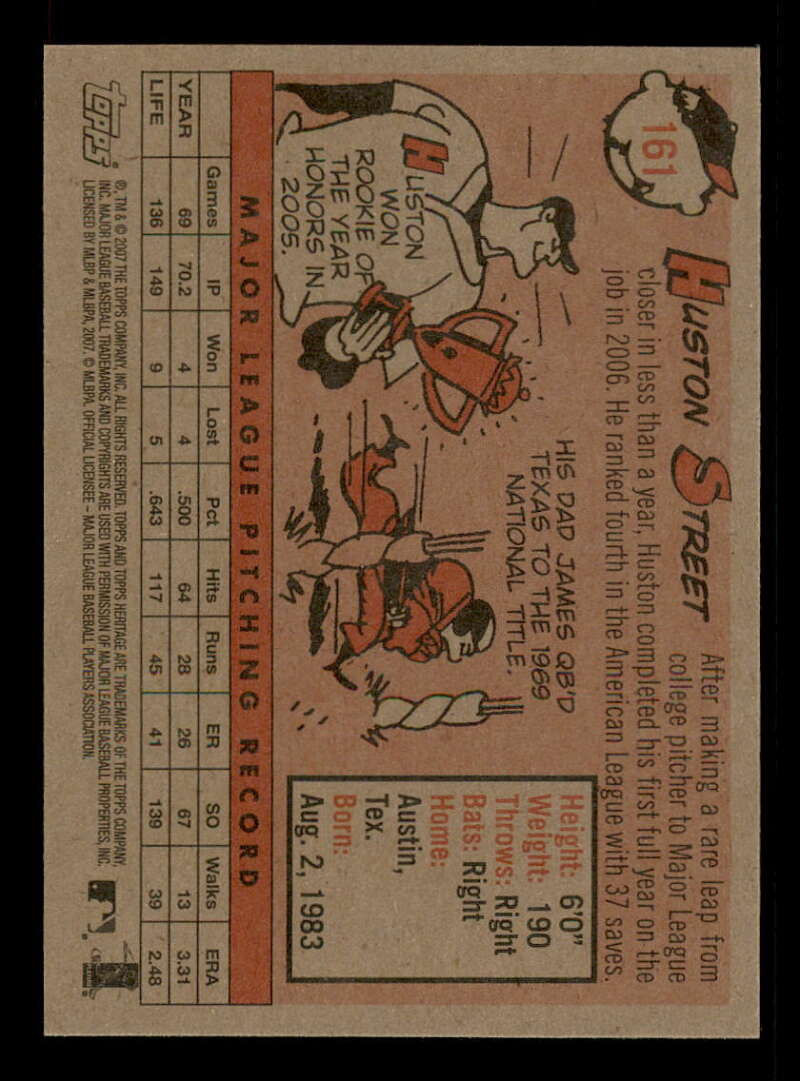 161
HUSTON STREET
After making a rare leap from
college pitcher to Major League
closer in less than a year, Huston completed his first full year on the
job in 2006. He ranked fourth in the American League with 37 saves.
HUSTON
WON
ROOKIE OF
THE YEAR
HONORS IN
2005.
HIS DAD JAMES QB'D
TEXAS TO THE 1969
NATIONAL TITLE.
Height: 6'0"
Weight: 190
Throws: Right
Bats: Right
Home:
Austin,
Tex.
Born:
Aug. 2, 1983
MAJOR LEAGUE PITCHING RECORD
Games IP Won Lost Pct Hits Runs ER SO Walks ERA
YEAR 69 70.2 4 4 .500 64 28 26 67 13 3.31
LIFE 136 149 9 5 .643 117 45 41 139 39 2.48
topps
®, TM & © 2007 THE TOPPS COMPANY, INC. ALL RIGHTS RESERVED. TOPPS AND TOPPS HERITAGE ARE TRADEMARKS OF THE TOPPS COMPANY,
INC. MAJOR LEAGUE BASEBALL TRADEMARKS AND COPYRIGHTS ARE USED WITH PERMISSION OF MAJOR LEAGUE BASEBALL PROPERTIES, INC.
LICENSED BY MLBP & MLBPA, 2007. © MLBPA. OFFICIAL LICENSEE – MAJOR LEAGUE BASEBALL PLAYERS ASSOCIATION.